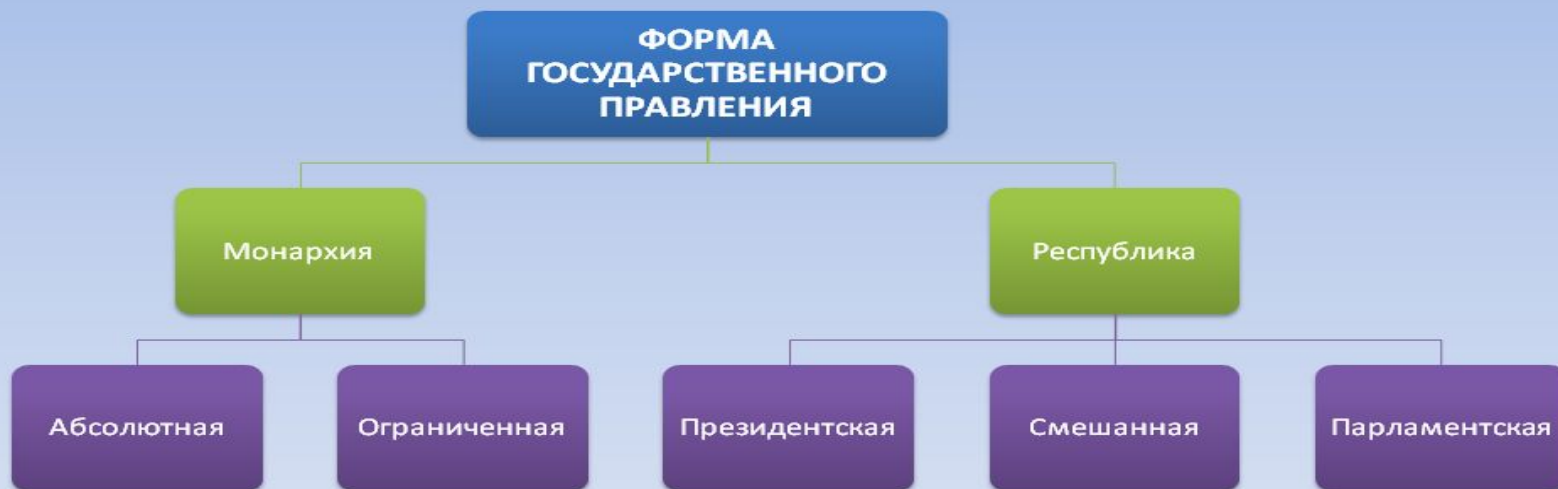 ФОРМА
ГОСУДАРСТВЕННОГО
ПРАВЛЕНИЯ
Монархия
Республика
Абсолютная
Ограниченная
Президентская
Смешанная
Парламентская